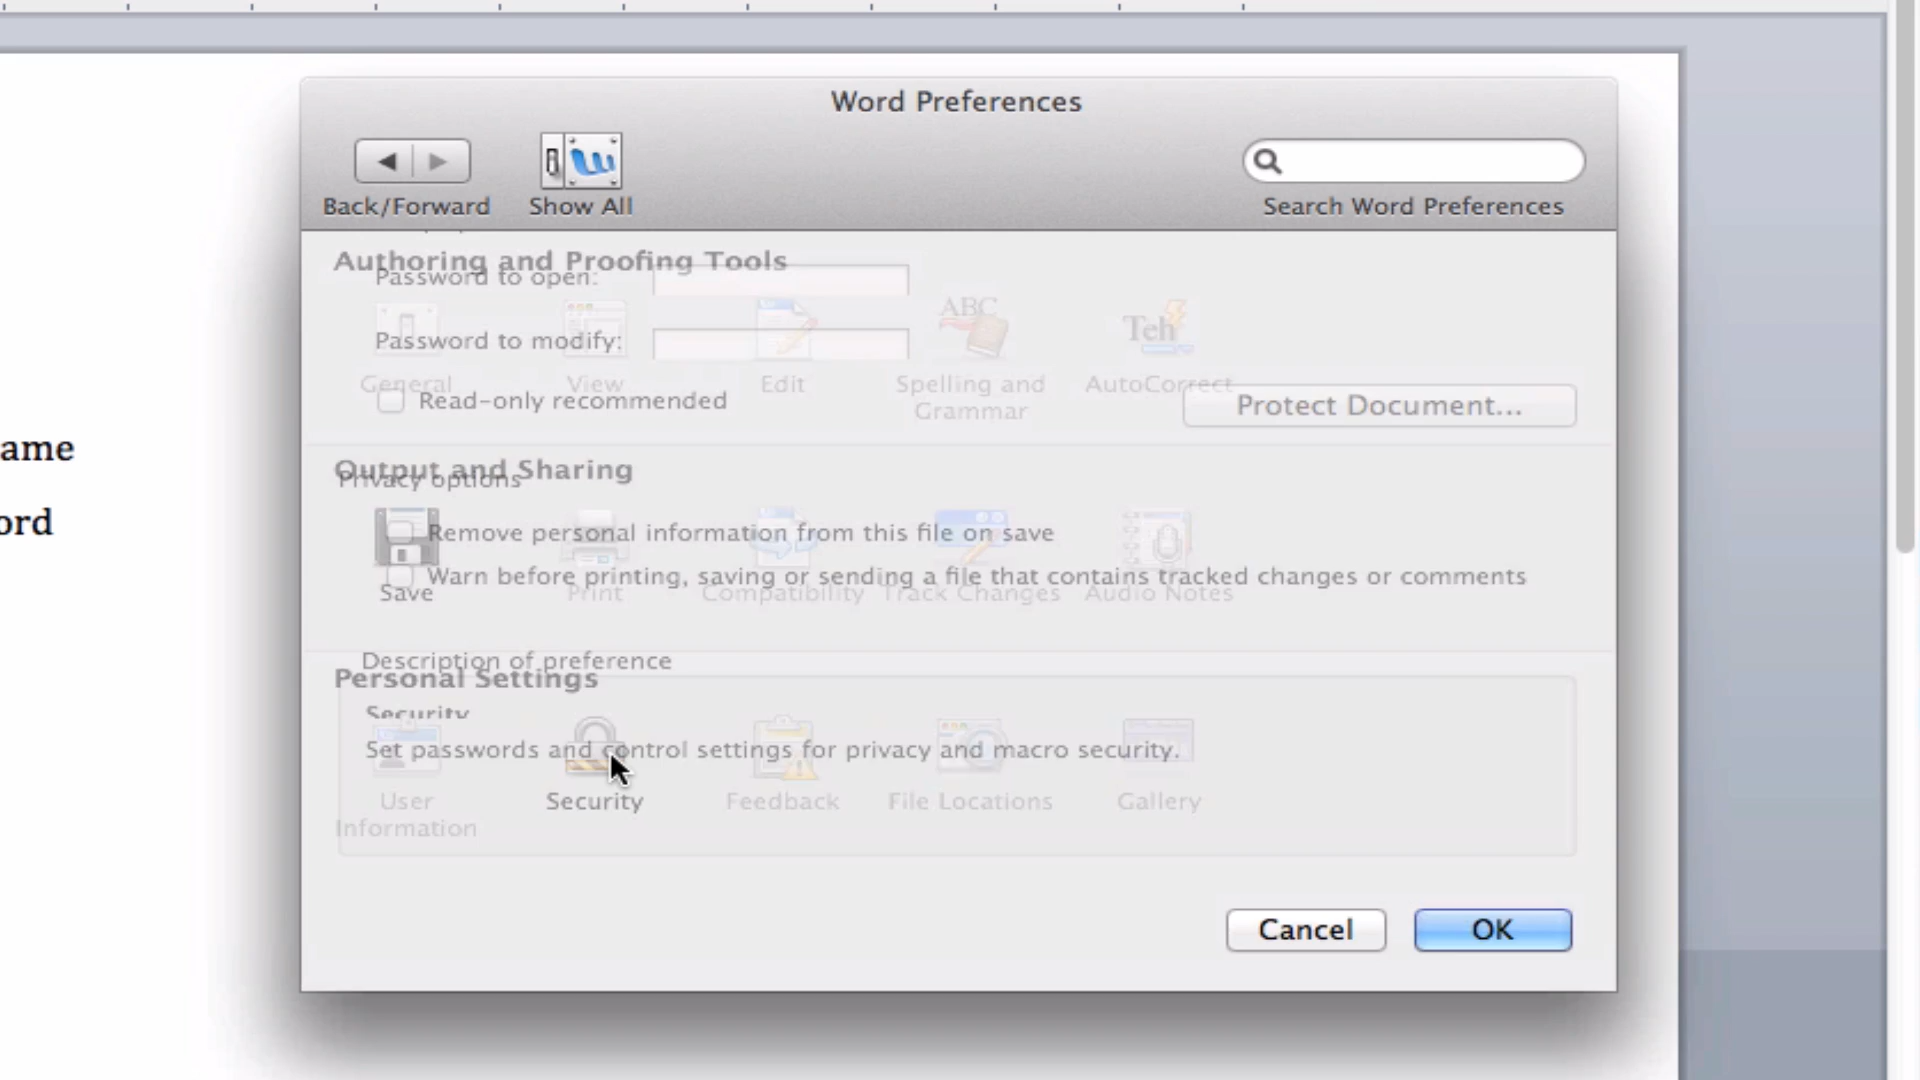 Word Preferences
Back/Forward
Show All
Search Word Preferences
Authoring and Proofing Tools
Password to open:
ABC
Teh
Password to modify:
General
View
Edit
Spelling and
Grammar
AutoCorrect
Read-only recommended
Protect Document...
ame
Output and Sharing
Privacy options
ord
Remove personal information from this file on save
Warn before printing, saving or sending a file that contains tracked changes or comments
Save
Print
Compatibility
Track Changes
Audio Notes
Description of preference
Personal Settings
Security
Set passwords and control settings for privacy and macro security.
User
Information
Security
Feedback
File Locations
Gallery
Cancel
OK